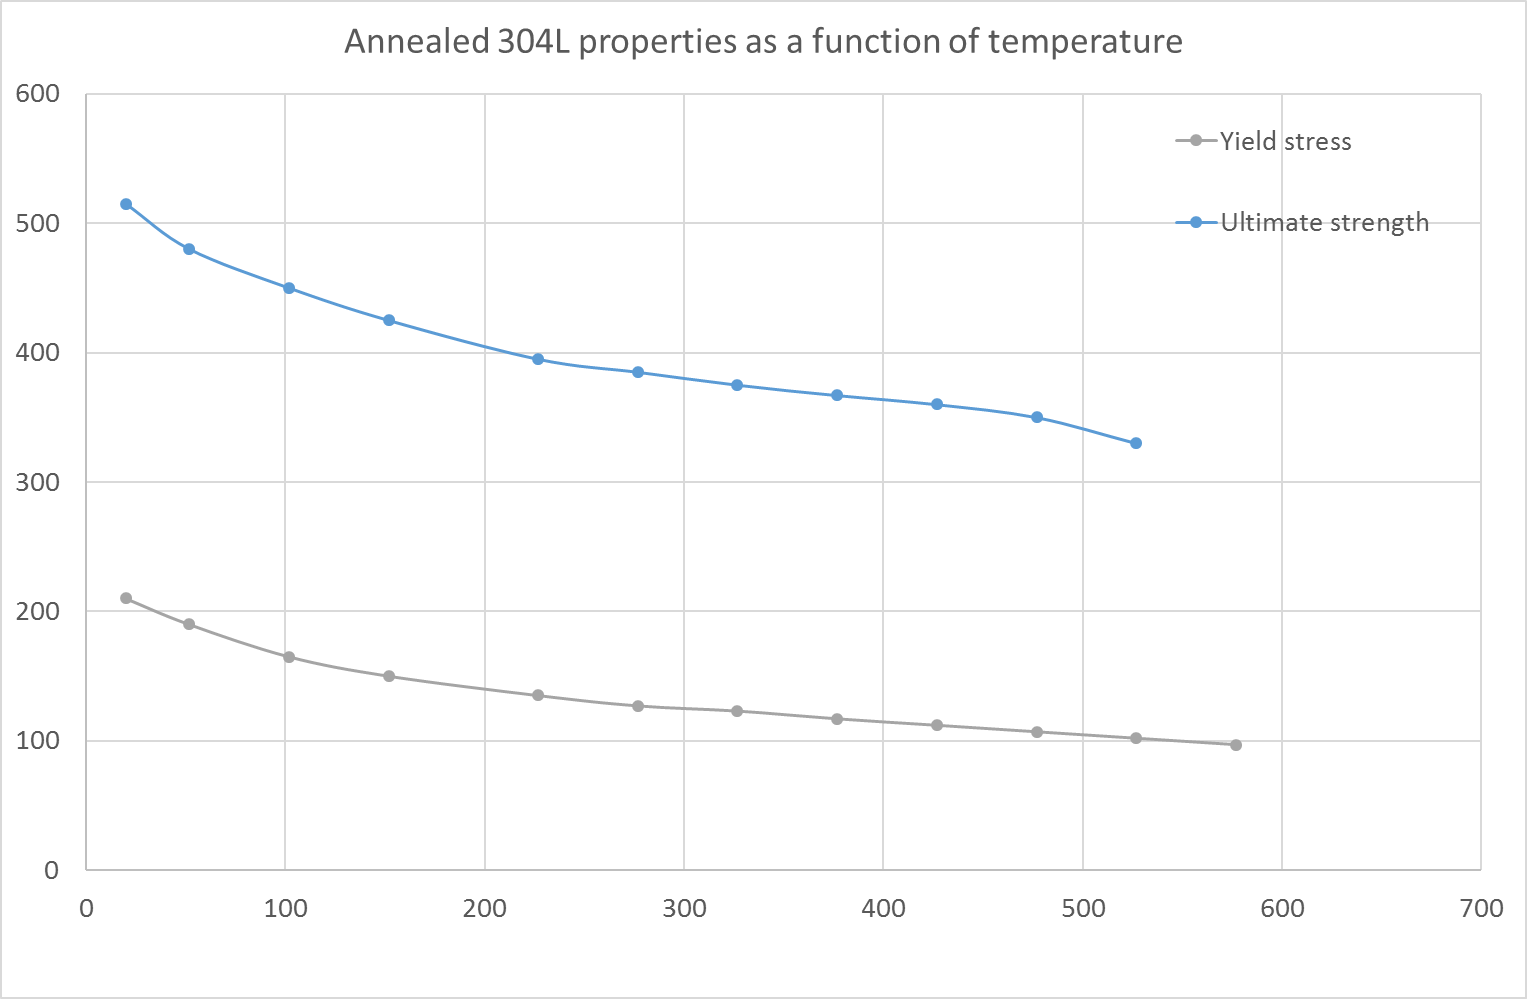 Annealed 304L properties as a function of temperature
600
Yield stress
500
Ultimate strength
400
300
200
100
0
0 100 200 300 400 500 600 700